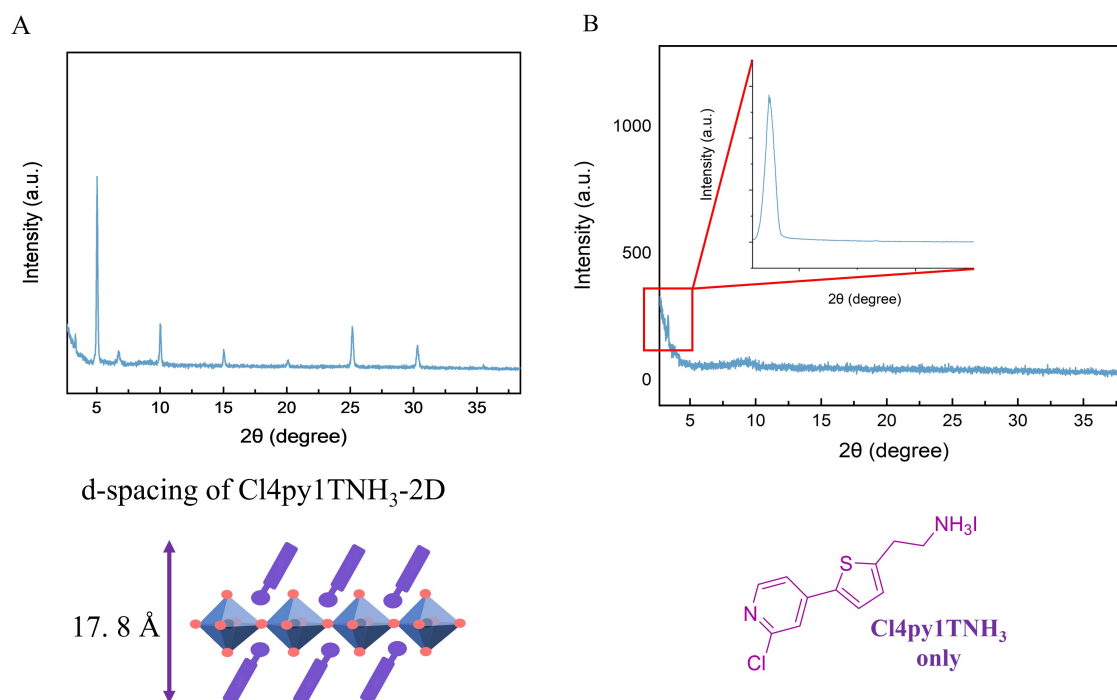 A
Intensity (a.u.)
5
10
15
20
25
30
35
2θ (degree)
d-spacing of Cl4py1TNH₃-2D
17. 8 Å
B
Intensity (a.u.)
1000
500
0
Intensity (a.u.)
2θ (degree)
5
10
15
20
25
30
35
2θ (degree)
NH₃I
S
N
Cl
Cl4py1TNH₃
only